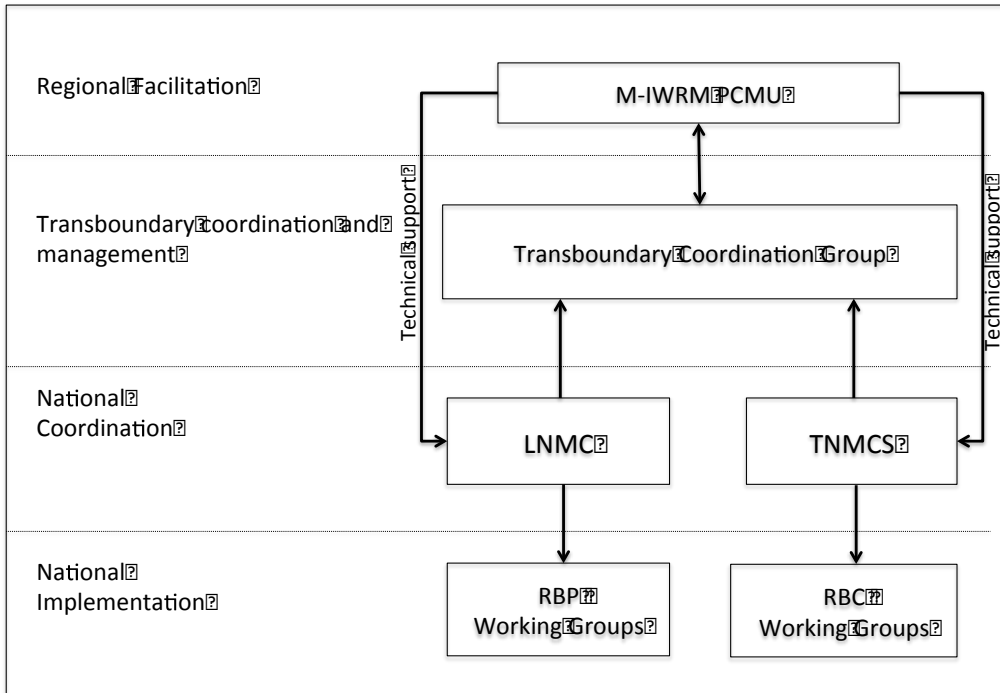 Regional Facilitation
M-IWRM PCMU
Technical support
Technical support
Transboundary coordination and
management
Transboundary Coordination Group
National
Coordination
LNMC
TNMCS
National
Implementation
RBP
Working Groups
RBC
Working Groups